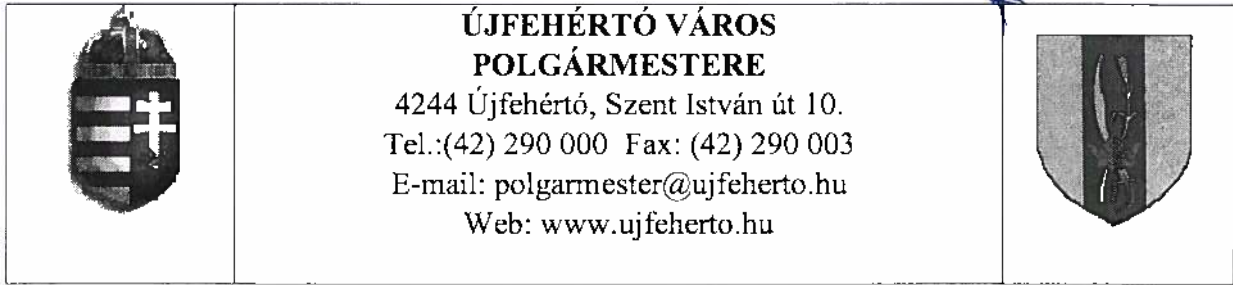 ÚJFEHÉRTÓ VÁROS
POLGÁRMESTERE
4244 Újfehértó, Szent István út 10.
Tel.:(42) 290 000 Fax: (42) 290 003
E-mail: polgarmester@ujfeherto.hu
Web: www.ujfeherto.hu